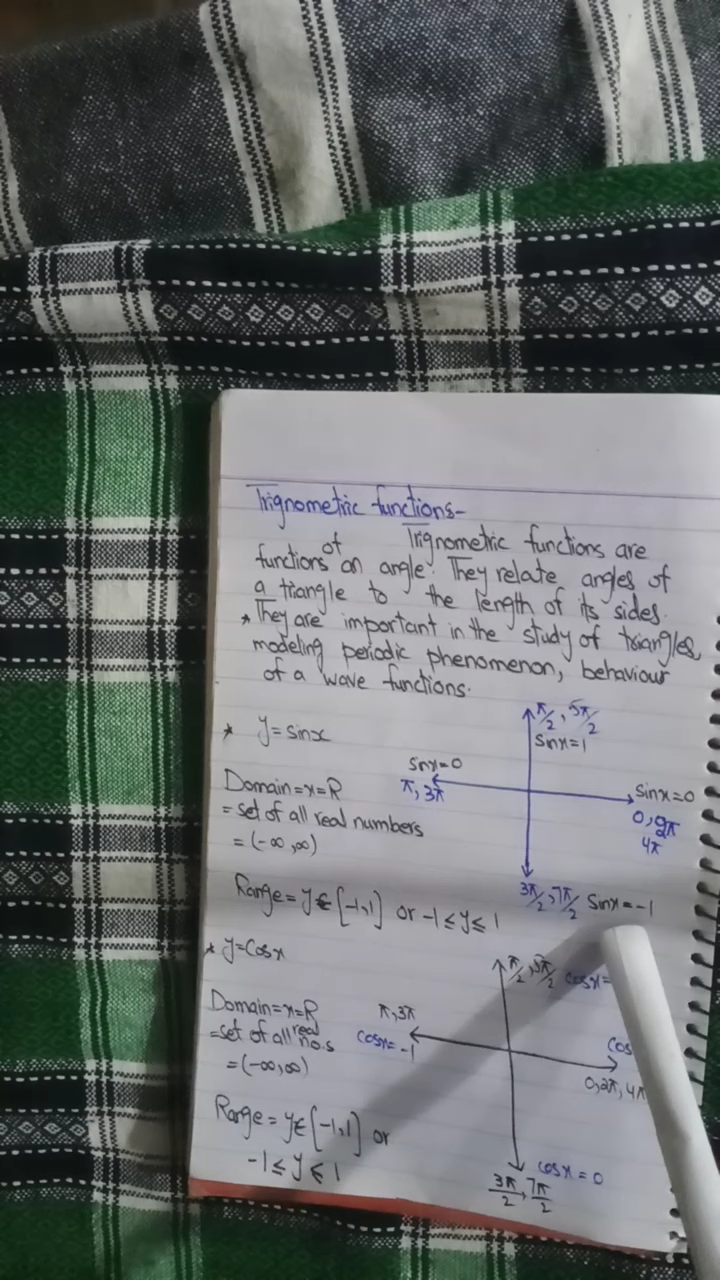 Trignometric functions-
Trignometric functions are
functions of an angle. They relate angles of
a triangle to the length of its sides.
* They are important in the study of triangles,
modeling periodic phenomenon, behaviour
of a wave functions.
* y=sinx
π/2, 5π/2
sinx=1
sinx=0
π, 3π
sinx=0
0, 2π
4π
3π/2, 7π/2 sinx=-1
Domain=x=R
=set of all real numbers
=(-∞,∞)
Range=y∈[-1,1] or -1≤y≤1
* y=cosx
π/2, 5π/2 cosx=
π, 3π
cosx=-1
cos
0, 2π, 4π
cosx=0
3π/2, 7π/2
Domain=x=R
=set of all real no.s
=(-∞,∞)
Range=y∈[-1,1] or
-1≤y≤1